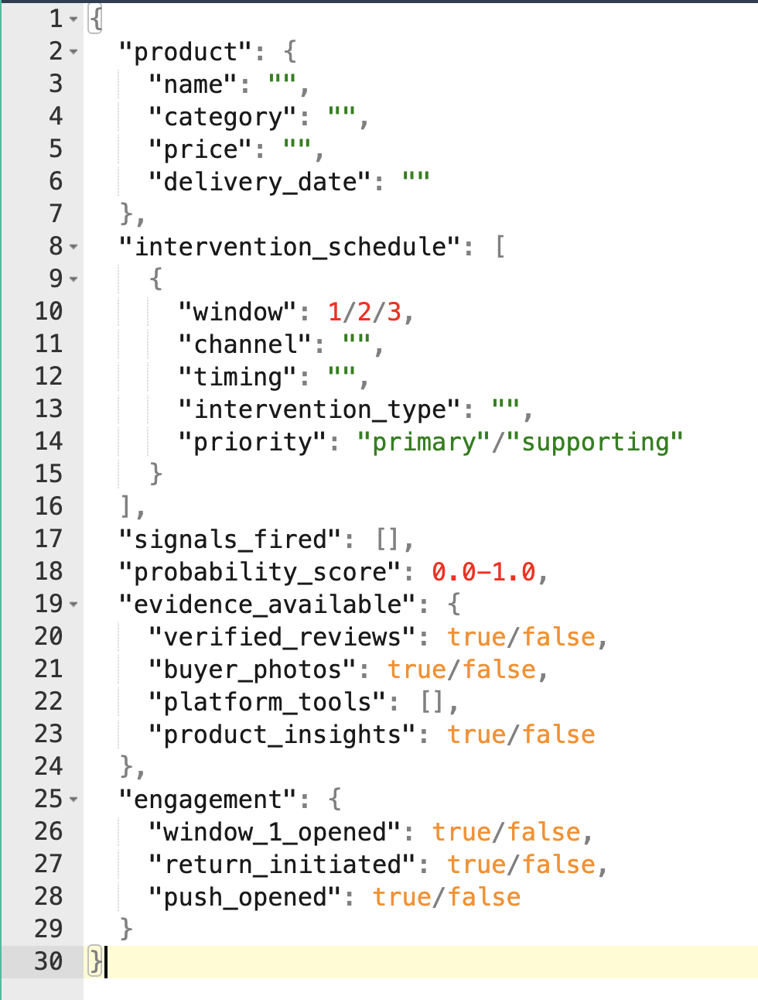 1 {
2   "product": {
3     "name": "",
4     "category": "",
5     "price": "",
6     "delivery_date": ""
7   },
8   "intervention_schedule": [
9     {
10       "window": 1/2/3,
11       "channel": "",
12       "timing": "",
13       "intervention_type": "",
14       "priority": "primary"/"supporting"
15     }
16   ],
17   "signals_fired": [],
18   "probability_score": 0.0–1.0,
19   "evidence_available": {
20     "verified_reviews": true/false,
21     "buyer_photos": true/false,
22     "platform_tools": [],
23     "product_insights": true/false
24   },
25   "engagement": {
26     "window_1_opened": true/false,
27     "return_initiated": true/false,
28     "push_opened": true/false
29   }
30 }